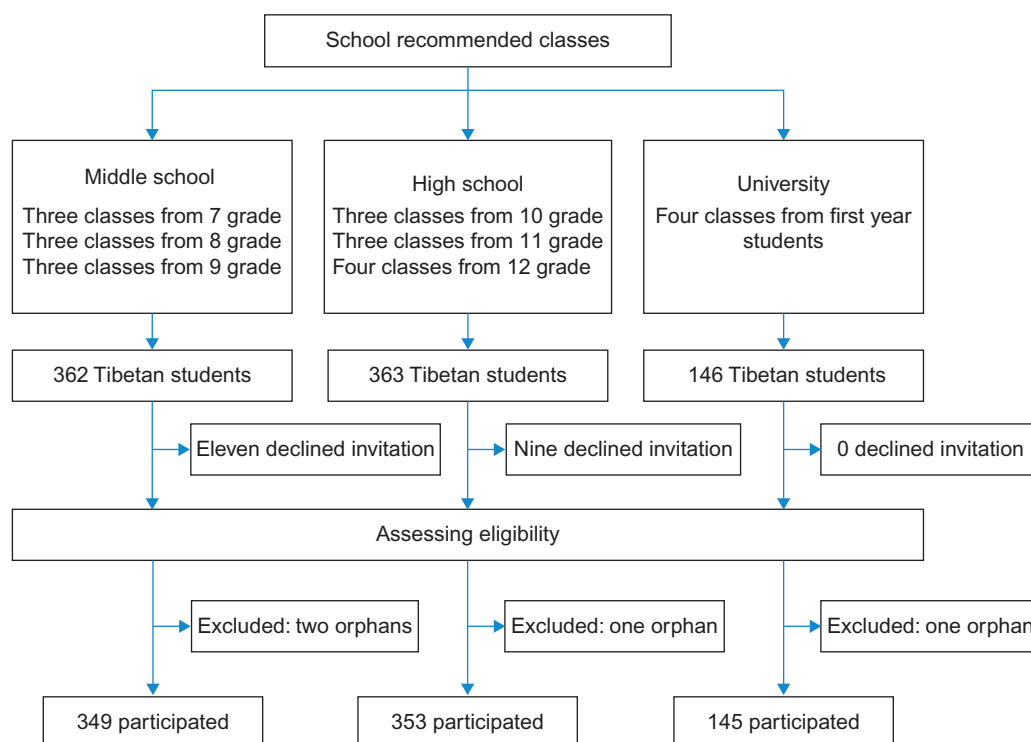 School recommended classes
Middle school
Three classes from 7 grade
Three classes from 8 grade
Three classes from 9 grade
High school
Three classes from 10 grade
Three classes from 11 grade
Four classes from 12 grade
University
Four classes from first year
students
362 Tibetan students
363 Tibetan students
146 Tibetan students
Eleven declined invitation
Nine declined invitation
0 declined invitation
Assessing eligibility
Excluded: two orphans
Excluded: one orphan
Excluded: one orphan
349 participated
353 participated
145 participated